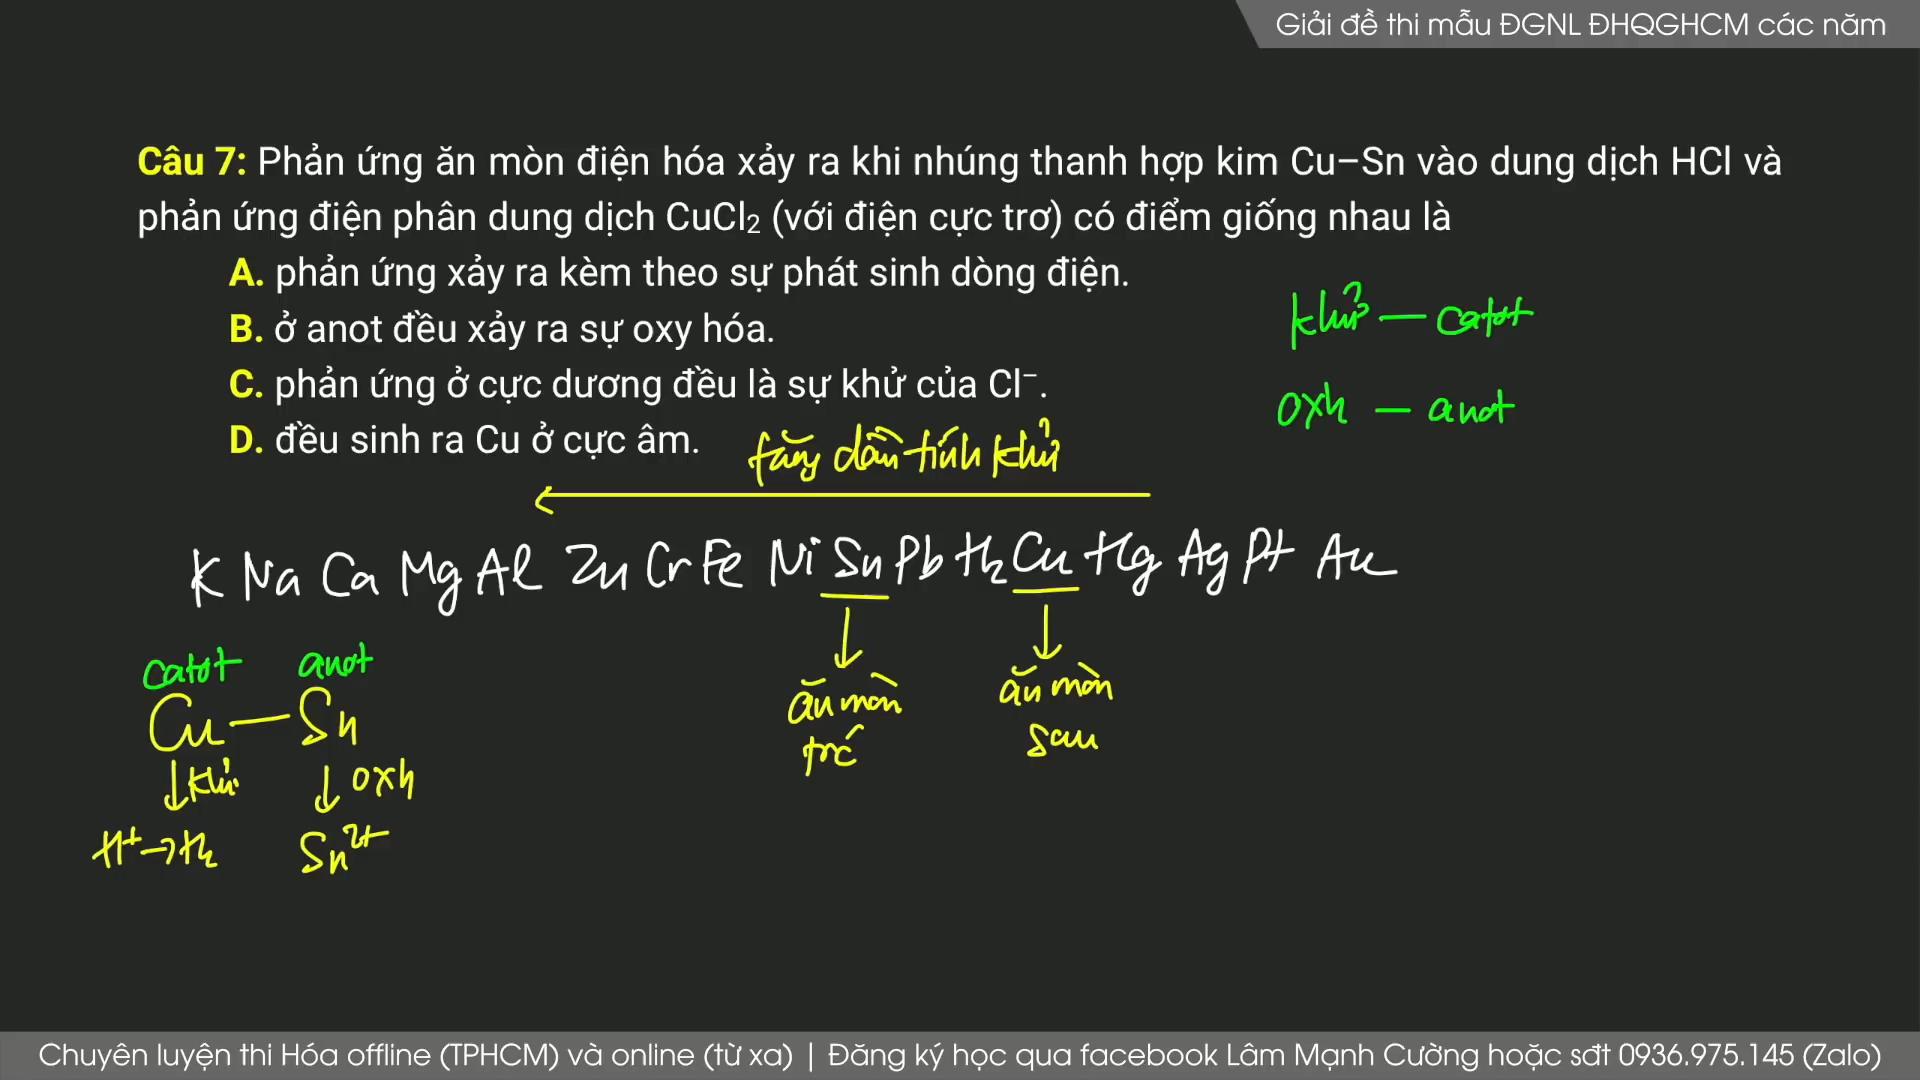 Giải đề thi mẫu ĐGNL ĐHQGHCM các năm
Câu 7: Phản ứng ăn mòn điện hóa xảy ra khi nhúng thanh hợp kim Cu–Sn vào dung dịch HCl và
phản ứng điện phân dung dịch CuCl₂ (với điện cực trơ) có điểm giống nhau là
A. phản ứng xảy ra kèm theo sự phát sinh dòng điện.
B. ở anot đều xảy ra sự oxy hóa.
C. phản ứng ở cực dương đều là sự khử của Cl⁻.
D. đều sinh ra Cu ở cực âm.
khử — catot
oxh — anot
tăng dần tính khử
K Na Ca Mg Al Zn Cr Fe Ni Sn Pb H₂ Cu Hg Ag Pt Au
catot anot
Cu — Sn
↓ khử ↓ oxh
H⁺ → H₂ Sn²⁺
ăn mòn
trc
ăn mòn
sau
Chuyên luyện thi Hóa offline (TPHCM) và online (từ xa) | Đăng ký học qua facebook Lâm Mạnh Cường hoặc sđt 0936.975.145 (Zalo)